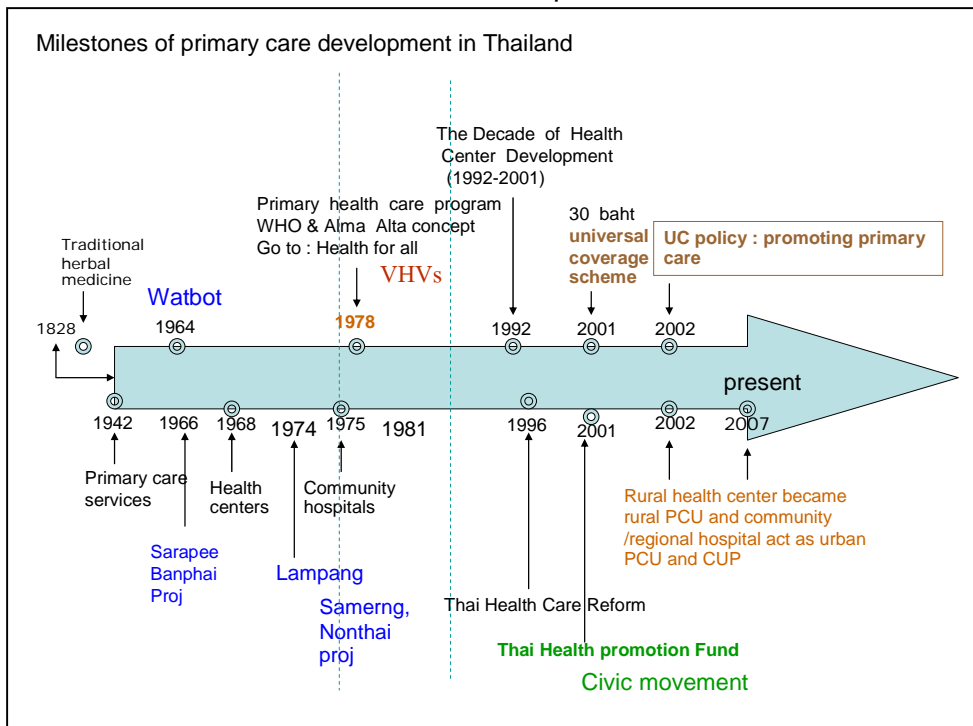 Milestones of primary care development in Thailand
The Decade of Health
Center Development
(1992-2001)
Primary health care program
WHO & Alma Alta concept
Go to : Health for all
VHVs
30 baht
universal
coverage
scheme
UC policy : promoting primary
care
Traditional
herbal
medicine
Watbot
1828
1964
1978
1992
2001
2002
present
1942
1966
1968
1974
1975
1981
1996
2001
2002
2007
Primary care
services
Health
centers
Community
hospitals
Rural health center became
rural PCU and community
/regional hospital act as urban
PCU and CUP
Sarapee
Banphai
Proj
Lampang
Samerng,
Nonthai
proj
Thai Health Care Reform
Thai Health promotion Fund
Civic movement